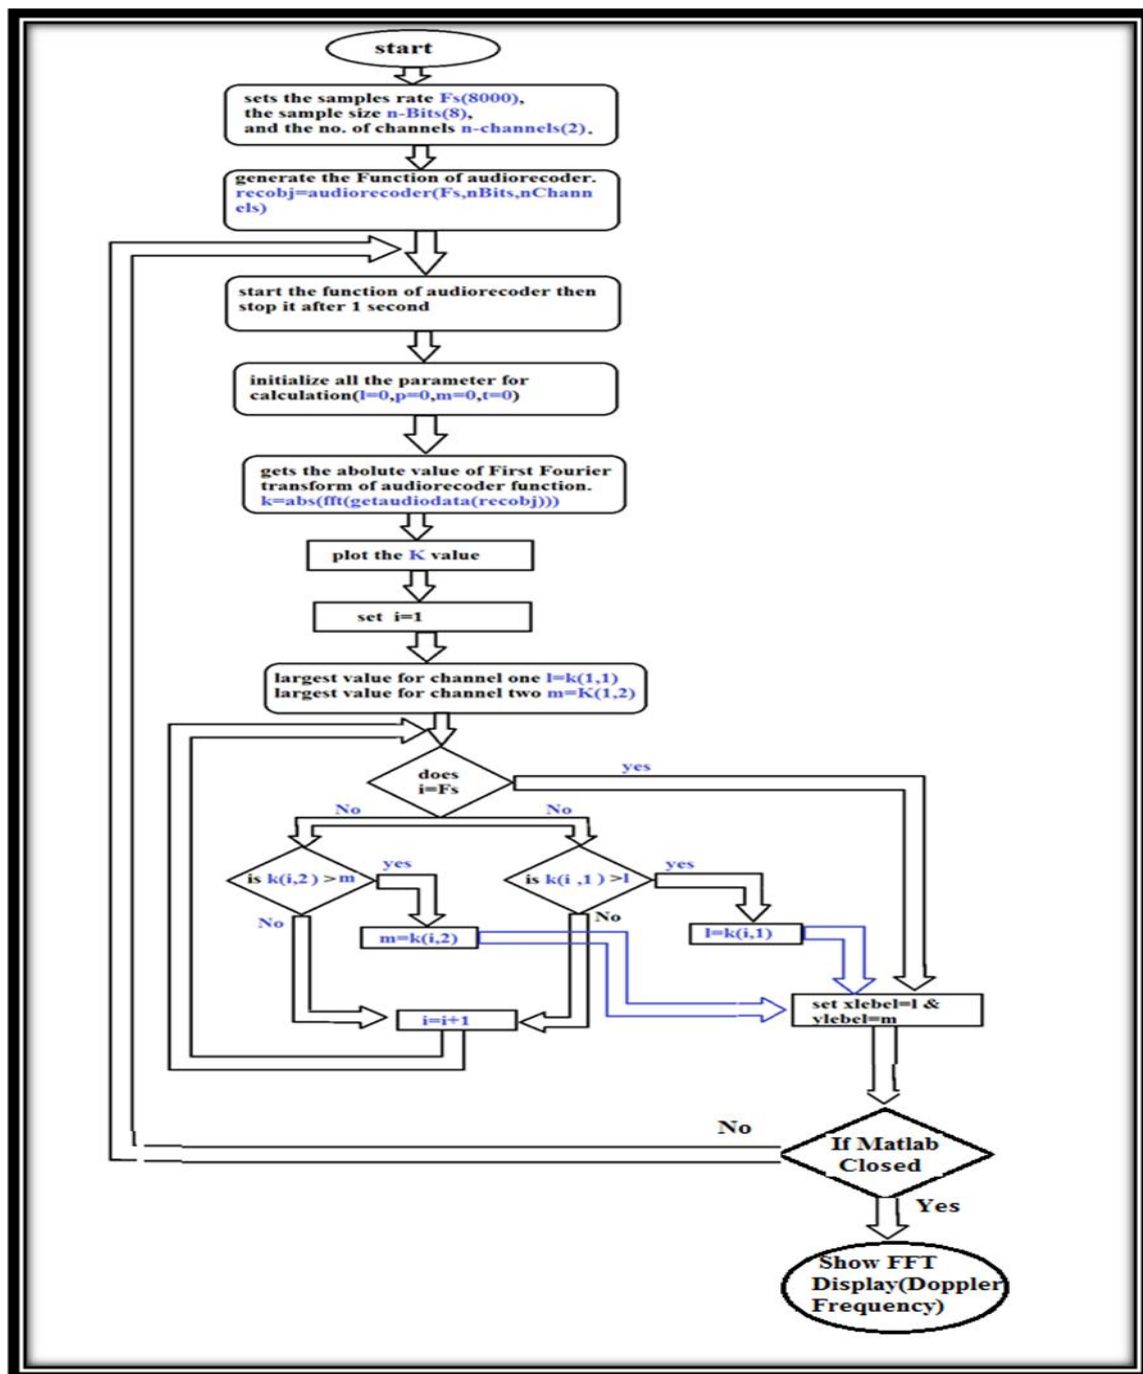 start
sets the samples rate Fs(8000),
the sample size n-Bits(8),
and the no. of channels n-channels(2).
generate the Function of audiorecoder.
recobj=audiorecoder(Fs,nBits,nChann
els)
start the function of audiorecoder then
stop it after 1 second
initialize all the parameter for
calculation(l=0,p=0,m=0,t=0)
gets the abolute value of First Fourier
transform of audiorecoder function.
k=abs(fft(getaudiodata(recobj)))
plot the K value
set i=1
largest value for channel one l=k(1,1)
largest value for channel two m=K(1,2)
does
i=Fs
yes
No
No
is k(i,2) >m
yes
is k(i ,1 ) >l
yes
No
No
m=k(i,2)
l=k(i,1)
i=i+1
set xlebel=l &
ylebel=m
No
If Matlab
Closed
Yes
Show FFT
Display(Doppler
Frequency)